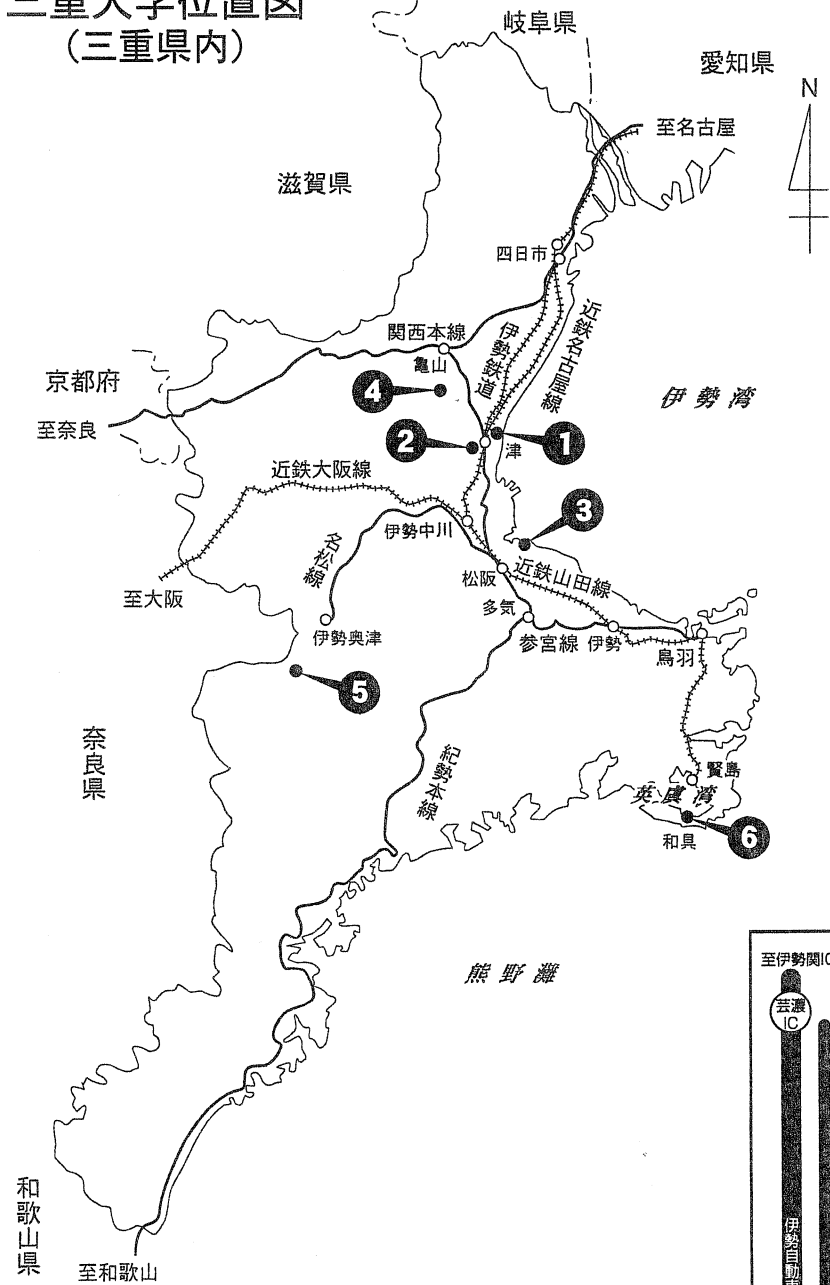 三重大学位置図
(三重県内)
岐阜県
愛知県
N
至名古屋
滋賀県
四日市
関西本線
亀山
伊勢鉄道
近鉄名古屋線
京都府
伊勢湾
4
至奈良
2
津
1
近鉄大阪線
伊勢中川
3
名松線
松阪
近鉄山田線
至大阪
多気
伊勢奥津
参宮線
伊勢
鳥羽
5
奈良県
紀勢本線
賢島
英虞湾
6
和具
熊野灘
至伊勢関IC
芸濃
IC
伊勢自動車
和歌山県
至和歌山